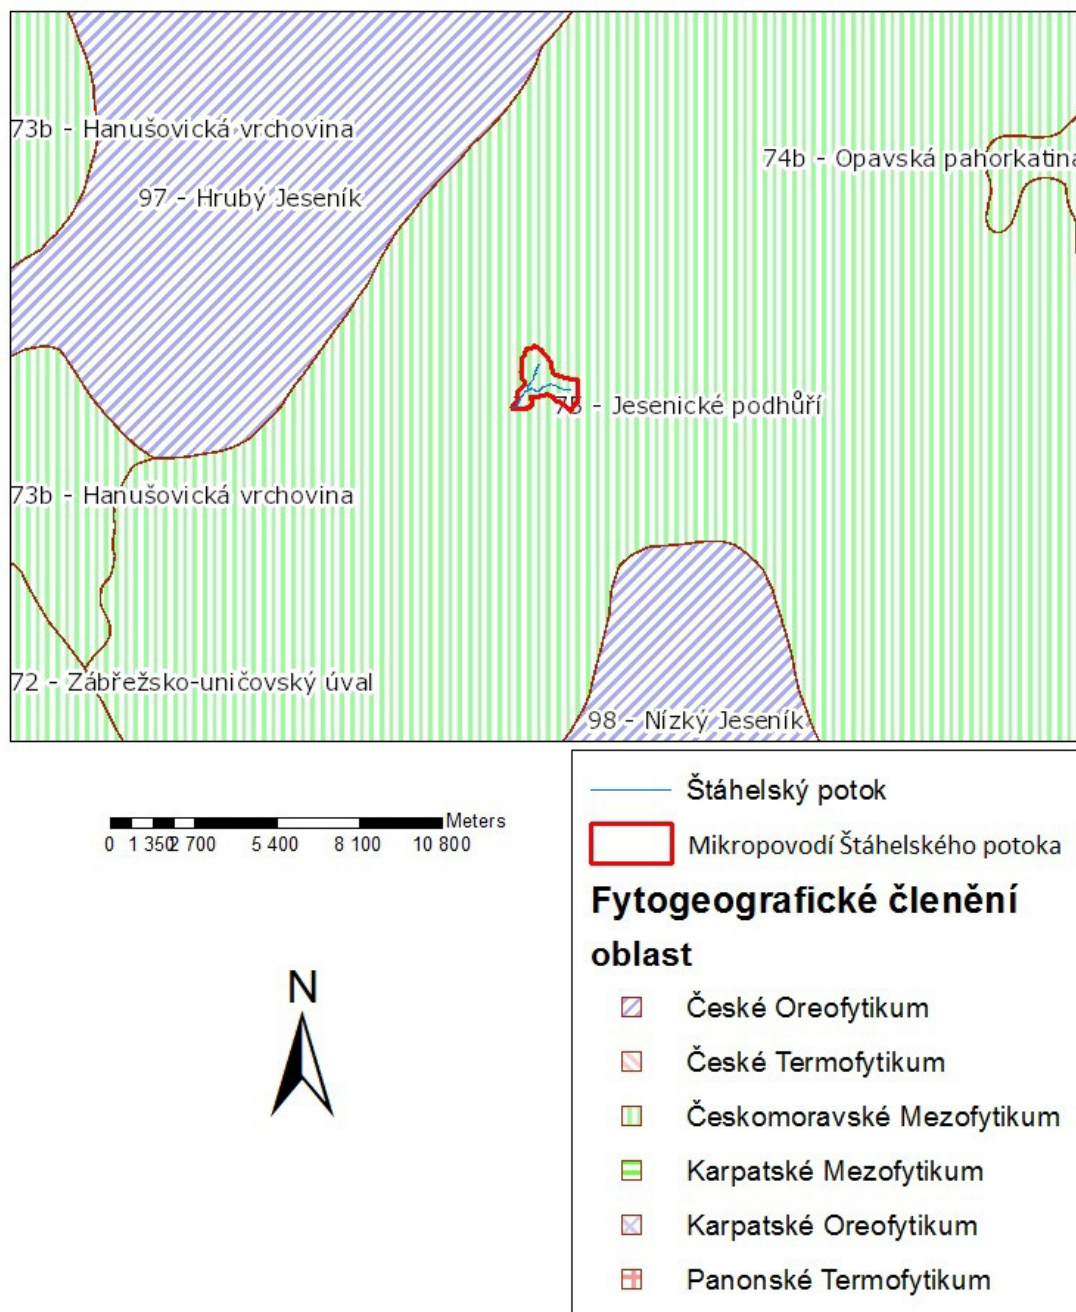 73b - Hanušovická vrchovina
74b - Opavská pahorkatina
97 - Hrubý Jeseník
75 - Jesenické podhůří
73b - Hanušovická vrchovina
72 - Zábřežsko-uničovský úval
98 - Nízký Jeseník
Meters
0 1 350 2 700 5 400 8 100 10 800
N
Štáhelský potok
Mikropovodí Štáhelského potoka
Fytogeografické členění
oblast
České Oreofytikum
České Termofytikum
Českomoravské Mezofytikum
Karpatské Mezofytikum
Karpatské Oreofytikum
Panonské Termofytikum